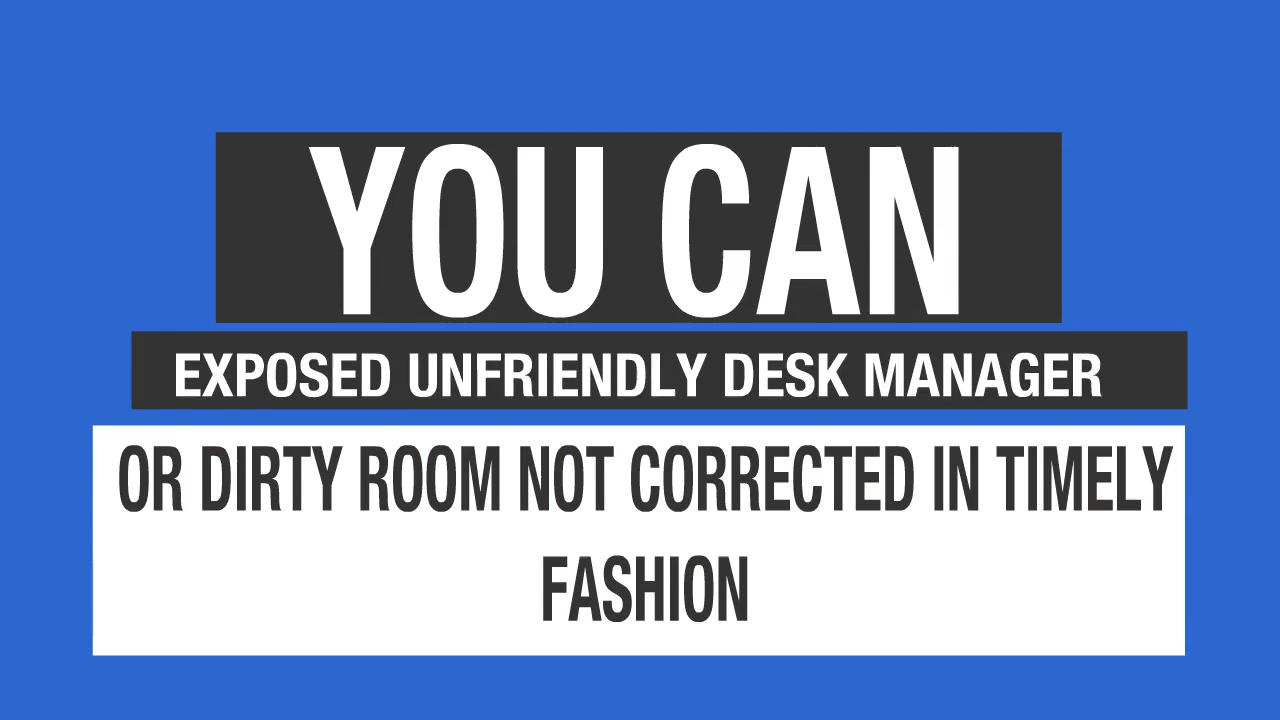 YOU CAN
EXPOSED UNFRIENDLY DESK MANAGER
OR DIRTY ROOM NOT CORRECTED IN TIMELY
FASHION